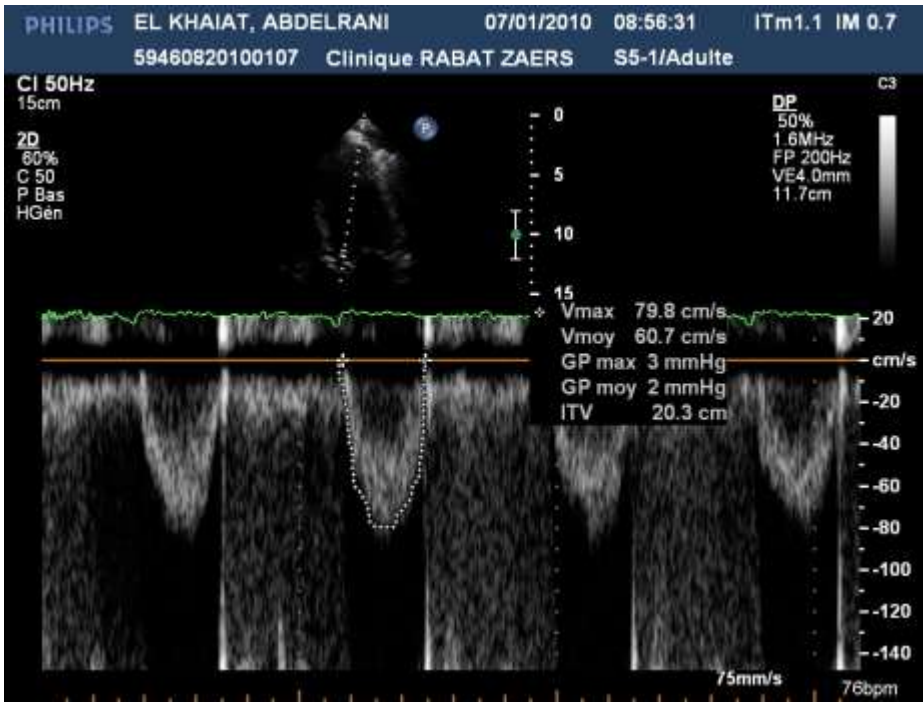 PHILIPS EL KHAIAT, ABDELRANI 07/01/2010 08:56:31 ITm1.1 IM 0.7
59460820100107 Clinique RABAT ZAERS S5-1/Adulte
CI 50Hz
15cm
2D
60%
C 50
P Bas
HGén
P
0
5
10
15
C3
DP
50%
1.6MHz
FP 200Hz
VE4.0mm
11.7cm
Vmax 79.8 cm/s
Vmoy 60.7 cm/s
GP max 3 mmHg
GP moy 2 mmHg
ITV 20.3 cm
20
cm/s
-20
-40
-60
-80
-100
-120
-140
75mm/s
76bpm